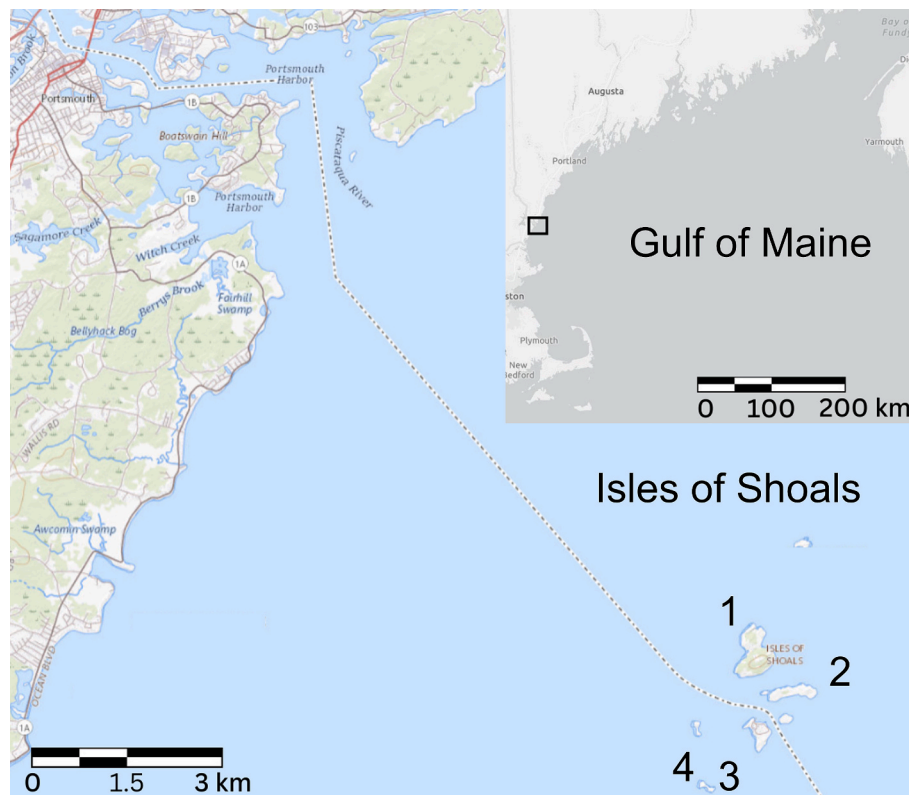 103
Portsmouth
Harbor
Bay o
Fundy
Di
Augusta
Portsmouth
1B
Boatswain Hill
Piscataqua River
Yarmouth
Portland
1B
Portsmouth
Harbor
Sagamore Creek
Witch Creek
Gulf of Maine
1A
Berrys Brook
Fairhill
Swamp
ston
Bellyhack Bog
Plymouth
New
Bedford
0 100 200 km
WALLIS RD
Isles of Shoals
Awcomin Swamp
1
ISLES OF
SHOALS
2
OCEAN BLVD
1A
4
3
0 1.5 3 km